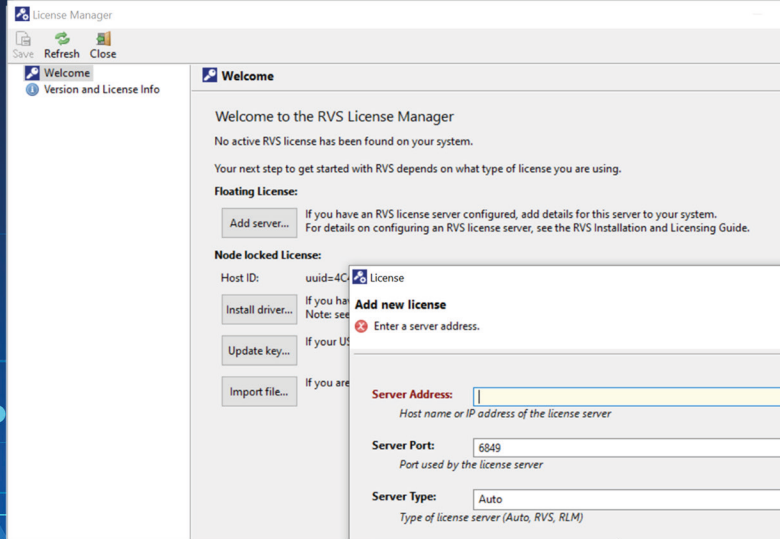 License Manager
Save Refresh Close
Welcome
Version and License Info
Welcome
Welcome to the RVS License Manager
No active RVS license has been found on your system.
Your next step to get started with RVS depends on what type of license you are using.
Floating License:
Add server...
If you have an RVS license server configured, add details for this server to your system.
For details on configuring an RVS license server, see the RVS Installation and Licensing Guide.
Node locked License:
Host ID: uuid=4C4
Install driver...
If you hav
Note: see
Update key...
If your US
Import file...
If you are
License
Add new license
Enter a server address.
Server Address:
Host name or IP address of the license server
Server Port: 6849
Port used by the license server
Server Type: Auto
Type of license server (Auto, RVS, RLM)